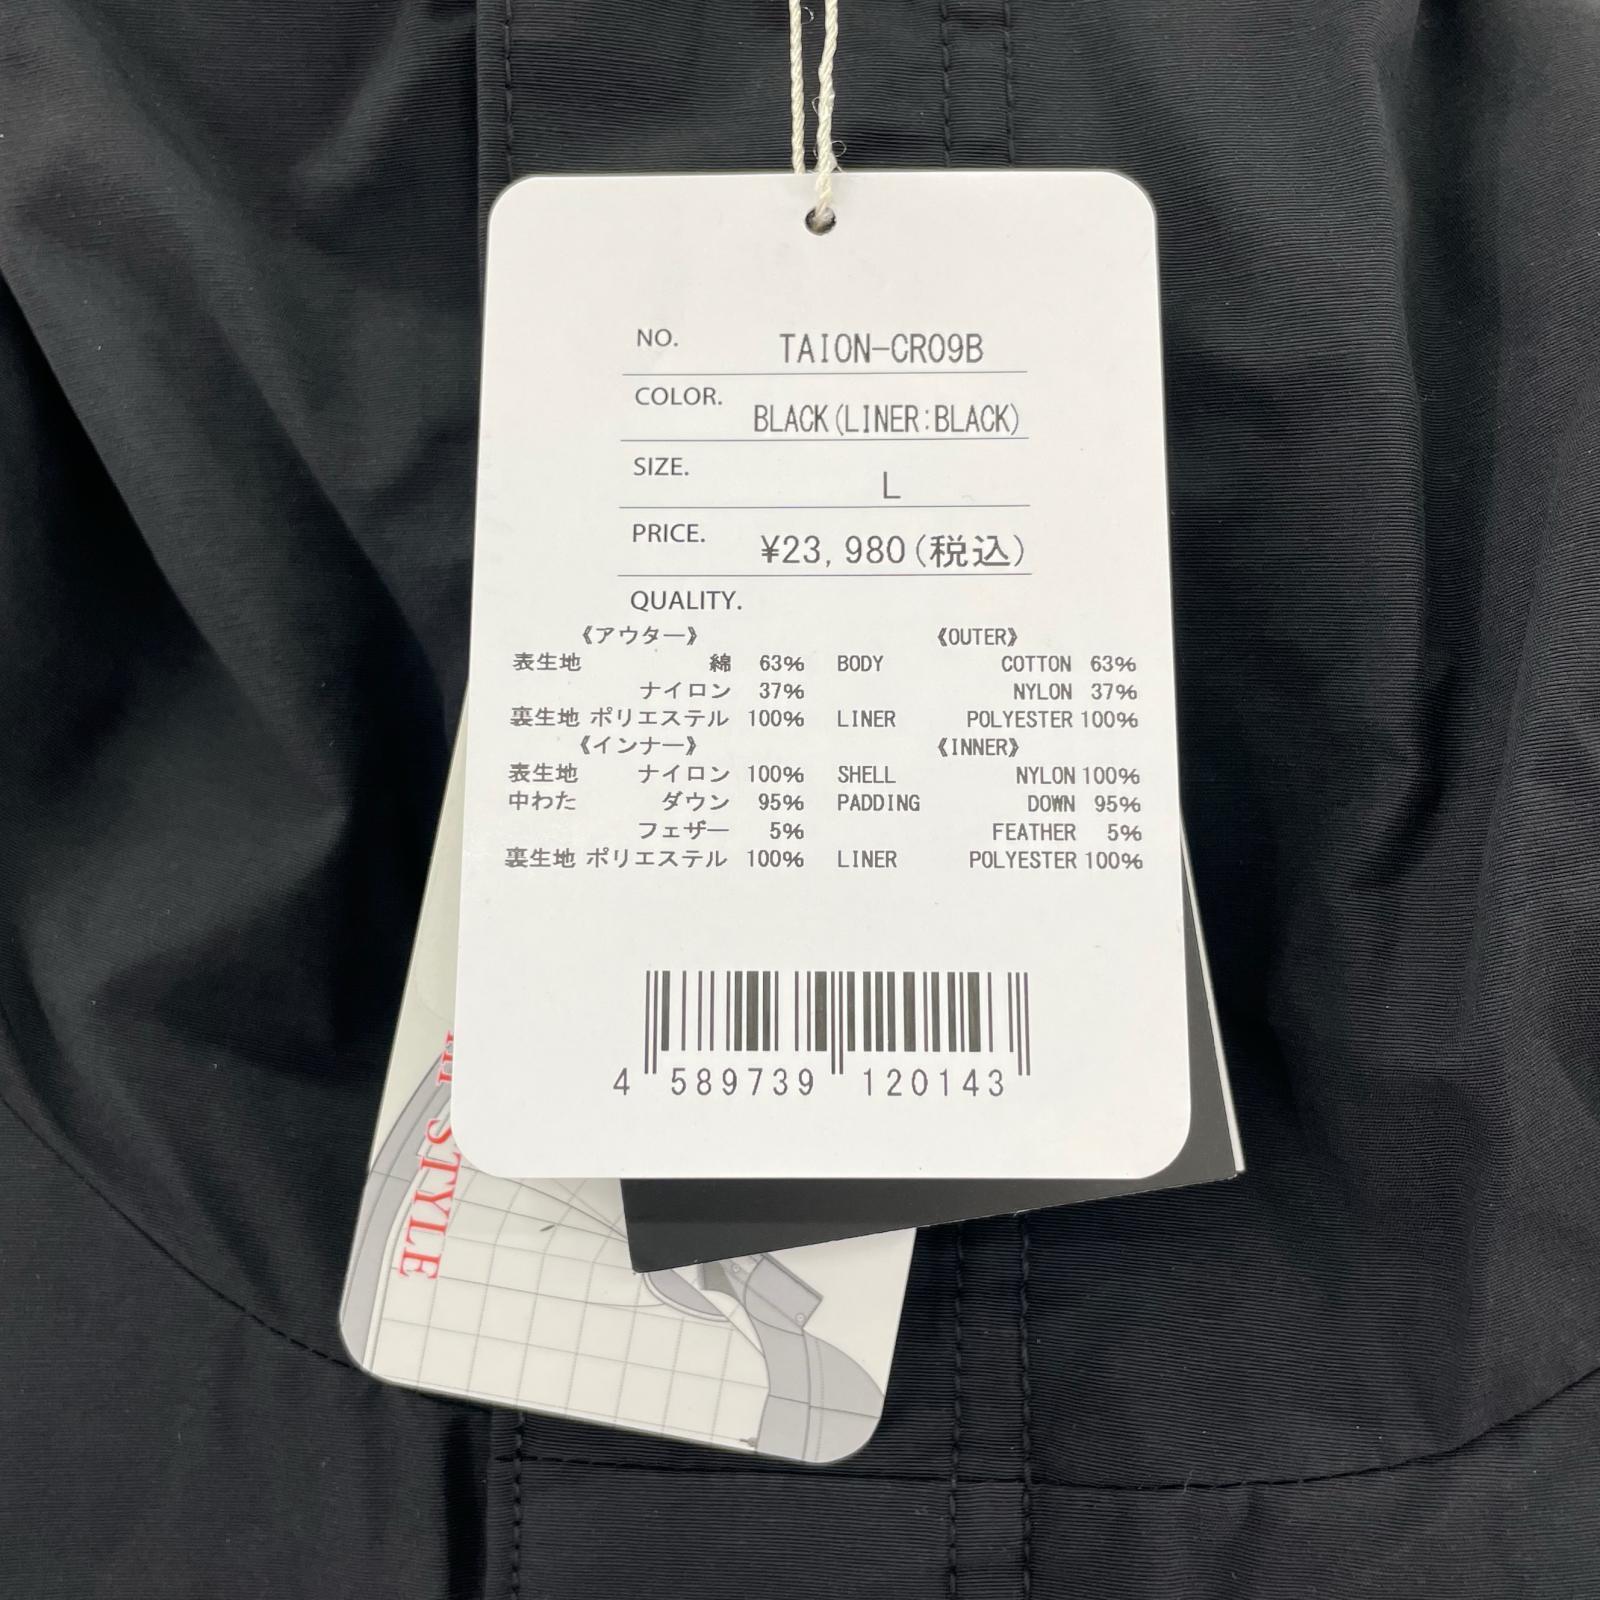 NO. TAION-CR09B
COLOR. BLACK(LINER:BLACK)
SIZE. L
PRICE. ¥23,980(税込)
QUALITY.
《アウター》 《OUTER》
表生地 綿 63% BODY COTTON 63%
ナイロン 37% NYLON 37%
裏生地 ポリエステル 100% LINER POLYESTER 100%
《インナー》 《INNER》
表生地 ナイロン 100% SHELL NYLON 100%
中わた ダウン 95% PADDING DOWN 95%
フェザー 5% FEATHER 5%
裏生地 ポリエステル 100% LINER POLYESTER 100%
4 589739 120143
STYLE